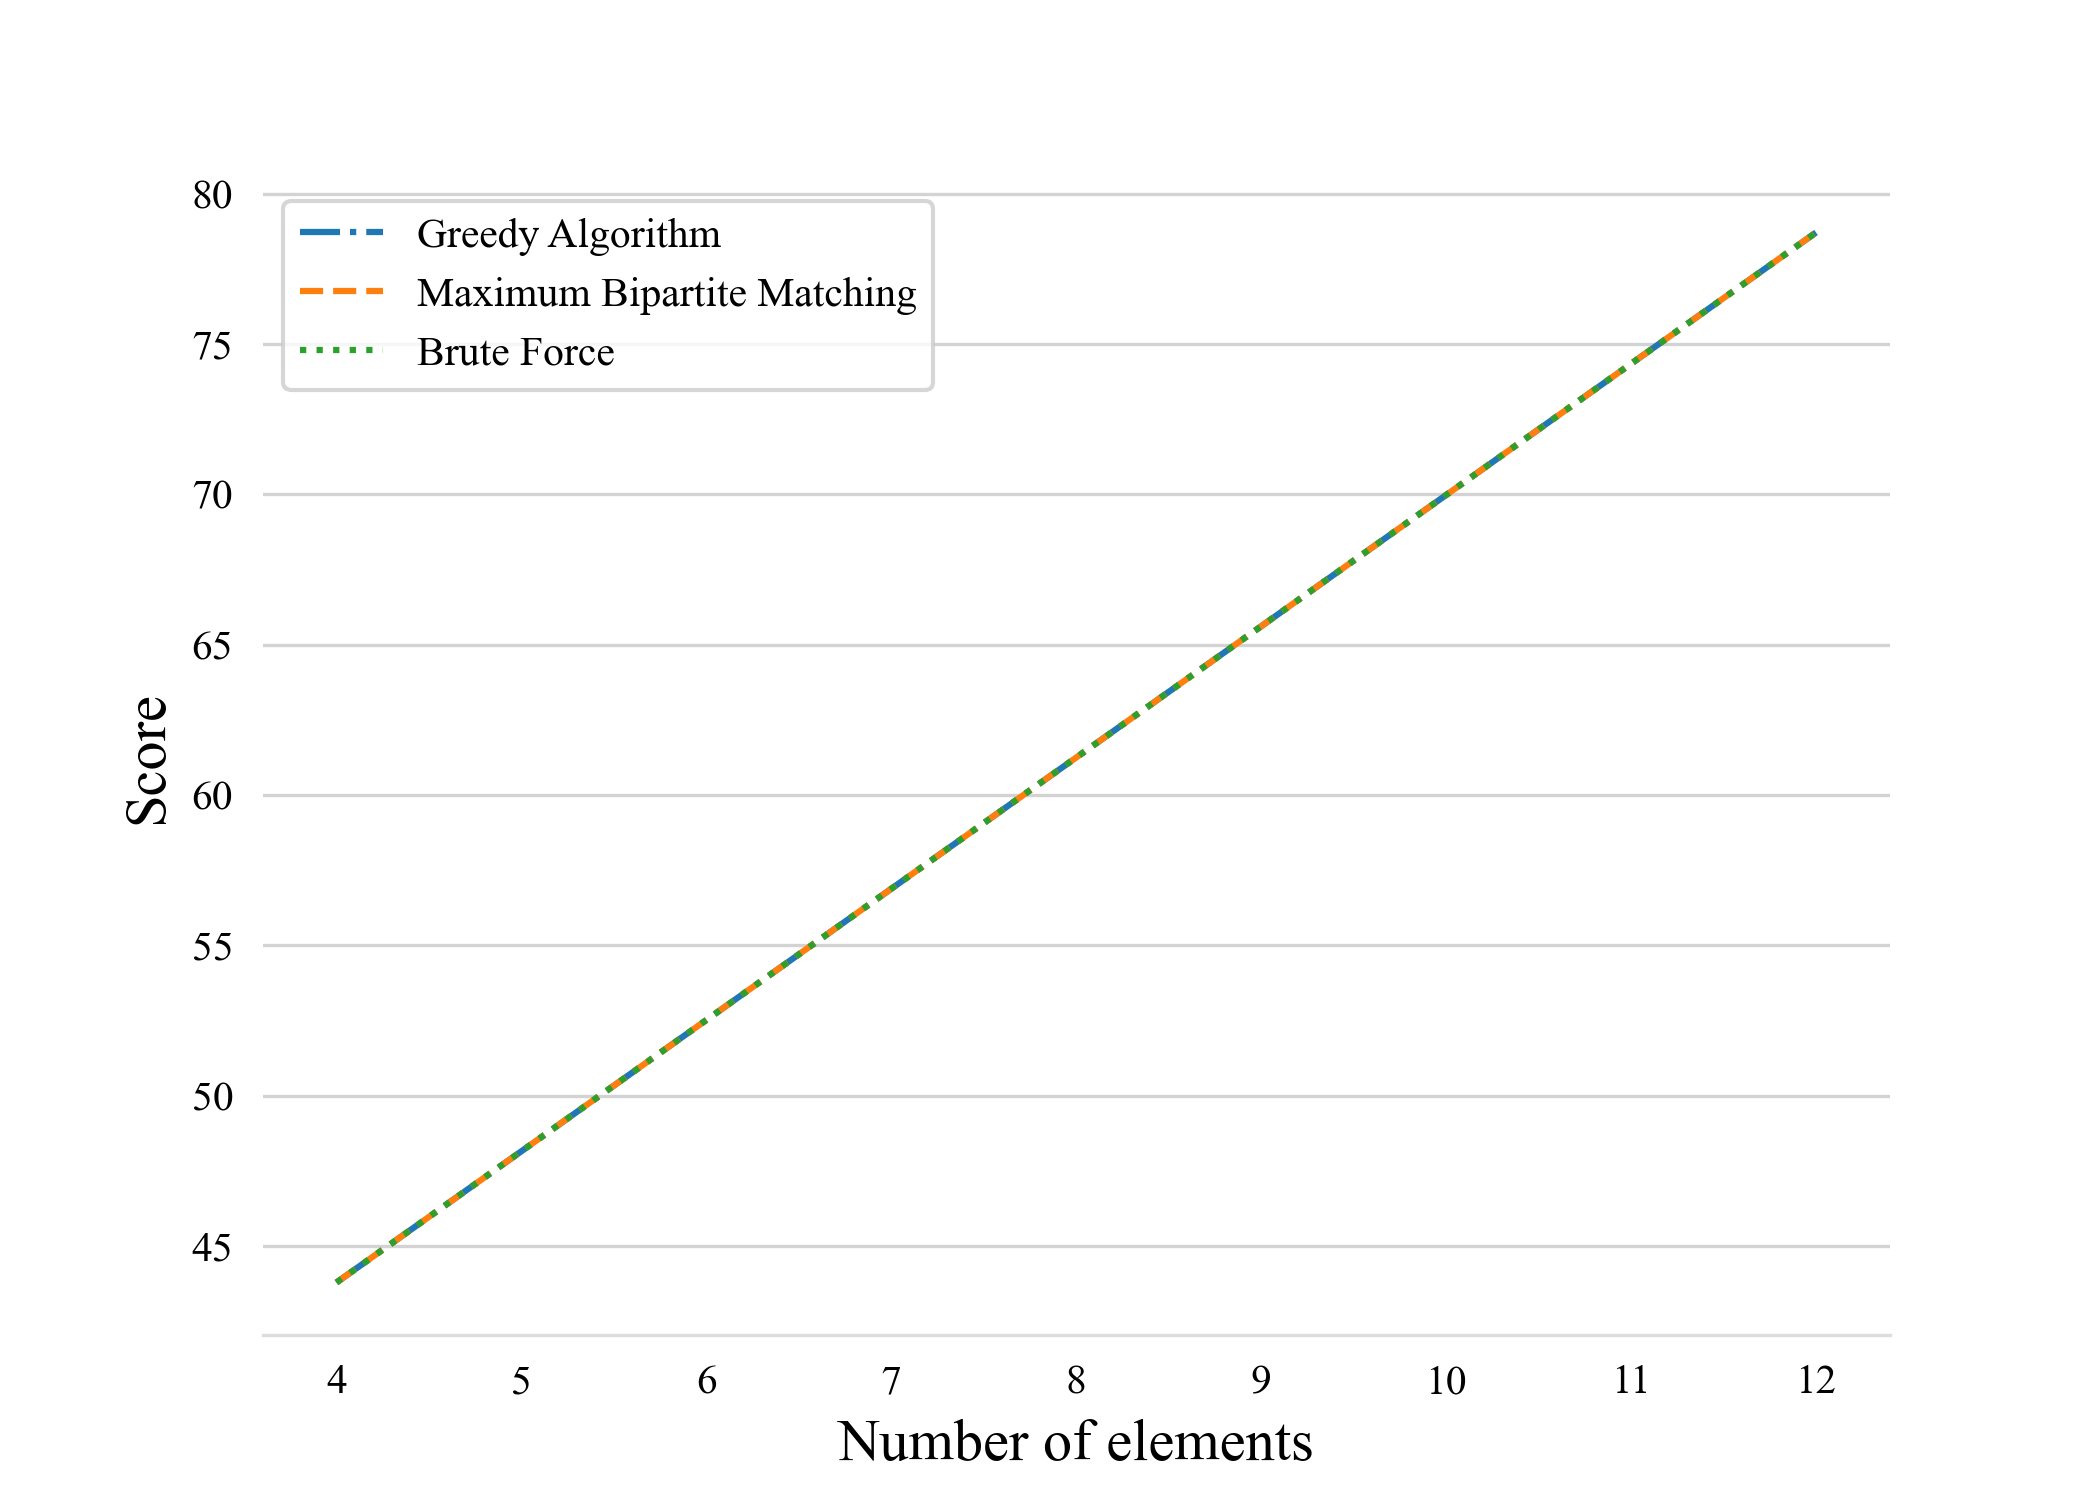 80
75
70
65
60
55
50
45
Score
Greedy Algorithm
Maximum Bipartite Matching
Brute Force
4 5 6 7 8 9 10 11 12
Number of elements